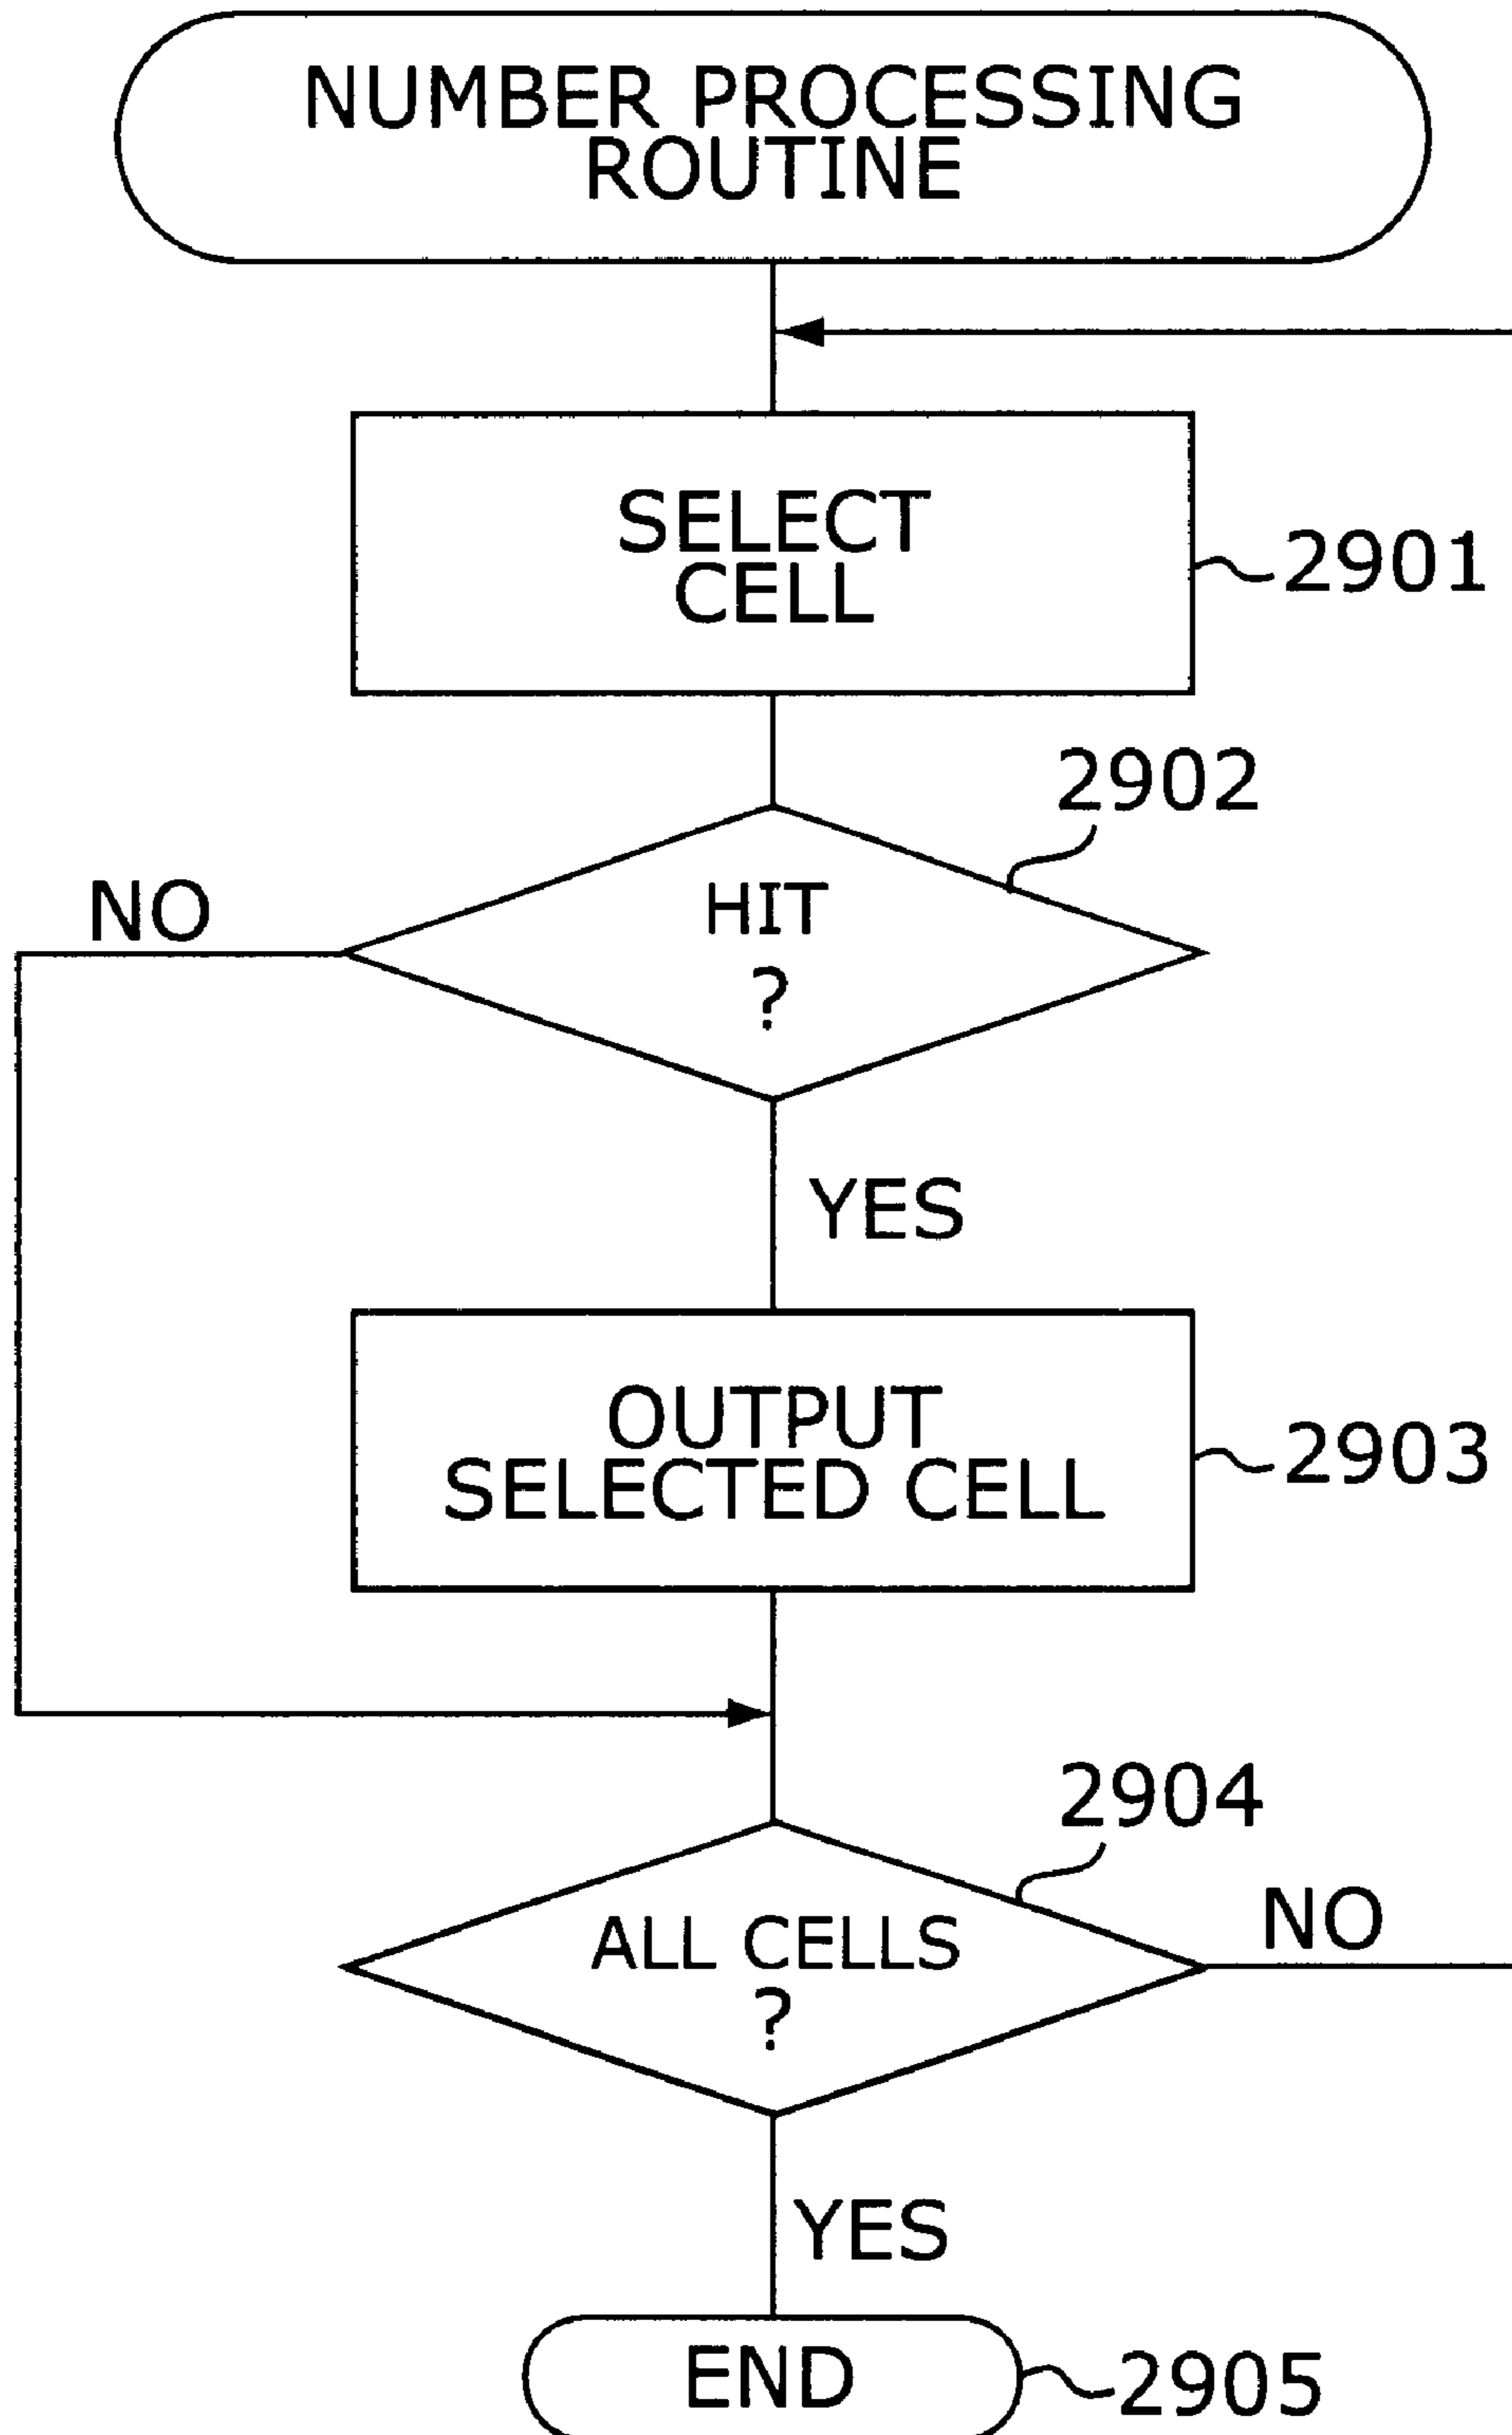 NUMBER PROCESSING
ROUTINE
SELECT
CELL
2901
2902
NO
HIT
?
YES
OUTPUT
SELECTED CELL
2903
2904
NO
ALL CELLS
?
YES
END
2905